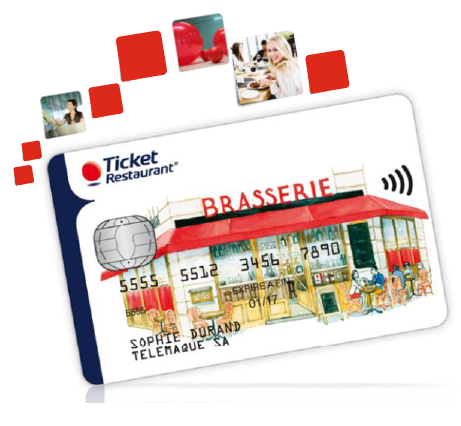 Ticket
Restaurant®
BRASSERIE
5555 5512 3456 7890
5555
EXPIRE A FIN
01/17
SOPHIE DURAND
TELEMAQUE SA